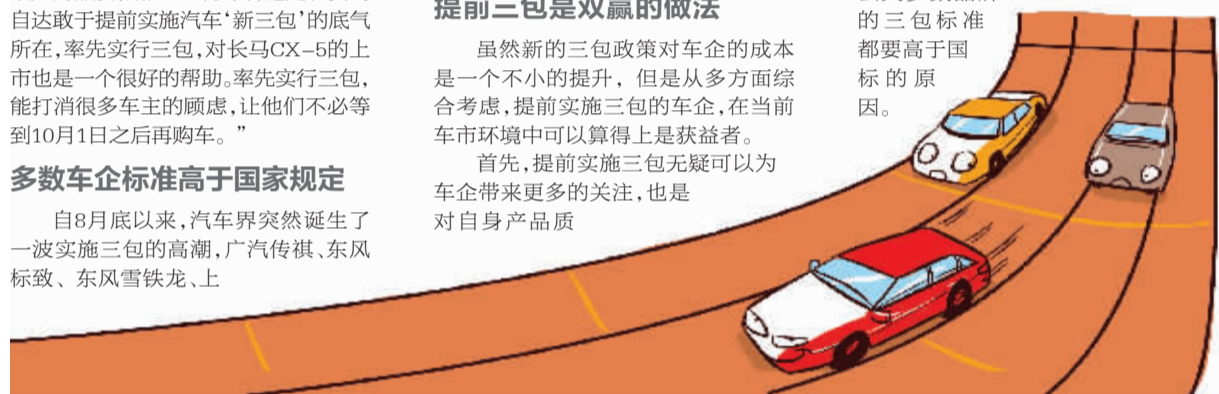 自达敢于提前实施汽车‘新三包’的底气
所在,率先实行三包,对长马CX-5的上
市也是一个很好的帮助。率先实行三包,
能打消很多车主的顾虑,让他们不必等
到10月1日之后再购车。”
多数车企标准高于国家规定
自8月底以来,汽车界突然诞生了
一波实施三包的高潮,广汽传祺、东风
标致、东风雪铁龙、上
提前三包是双赢的做法
虽然新的三包政策对车企的成本
是一个不小的提升,但是从多方面综
合考虑,提前实施三包的车企,在当前
车市环境中可以算得上是获益者。
首先,提前实施三包无疑可以为
车企带来更多的关注,也是
对自身产品质
的三包标准
都要高于国
标的原
因。